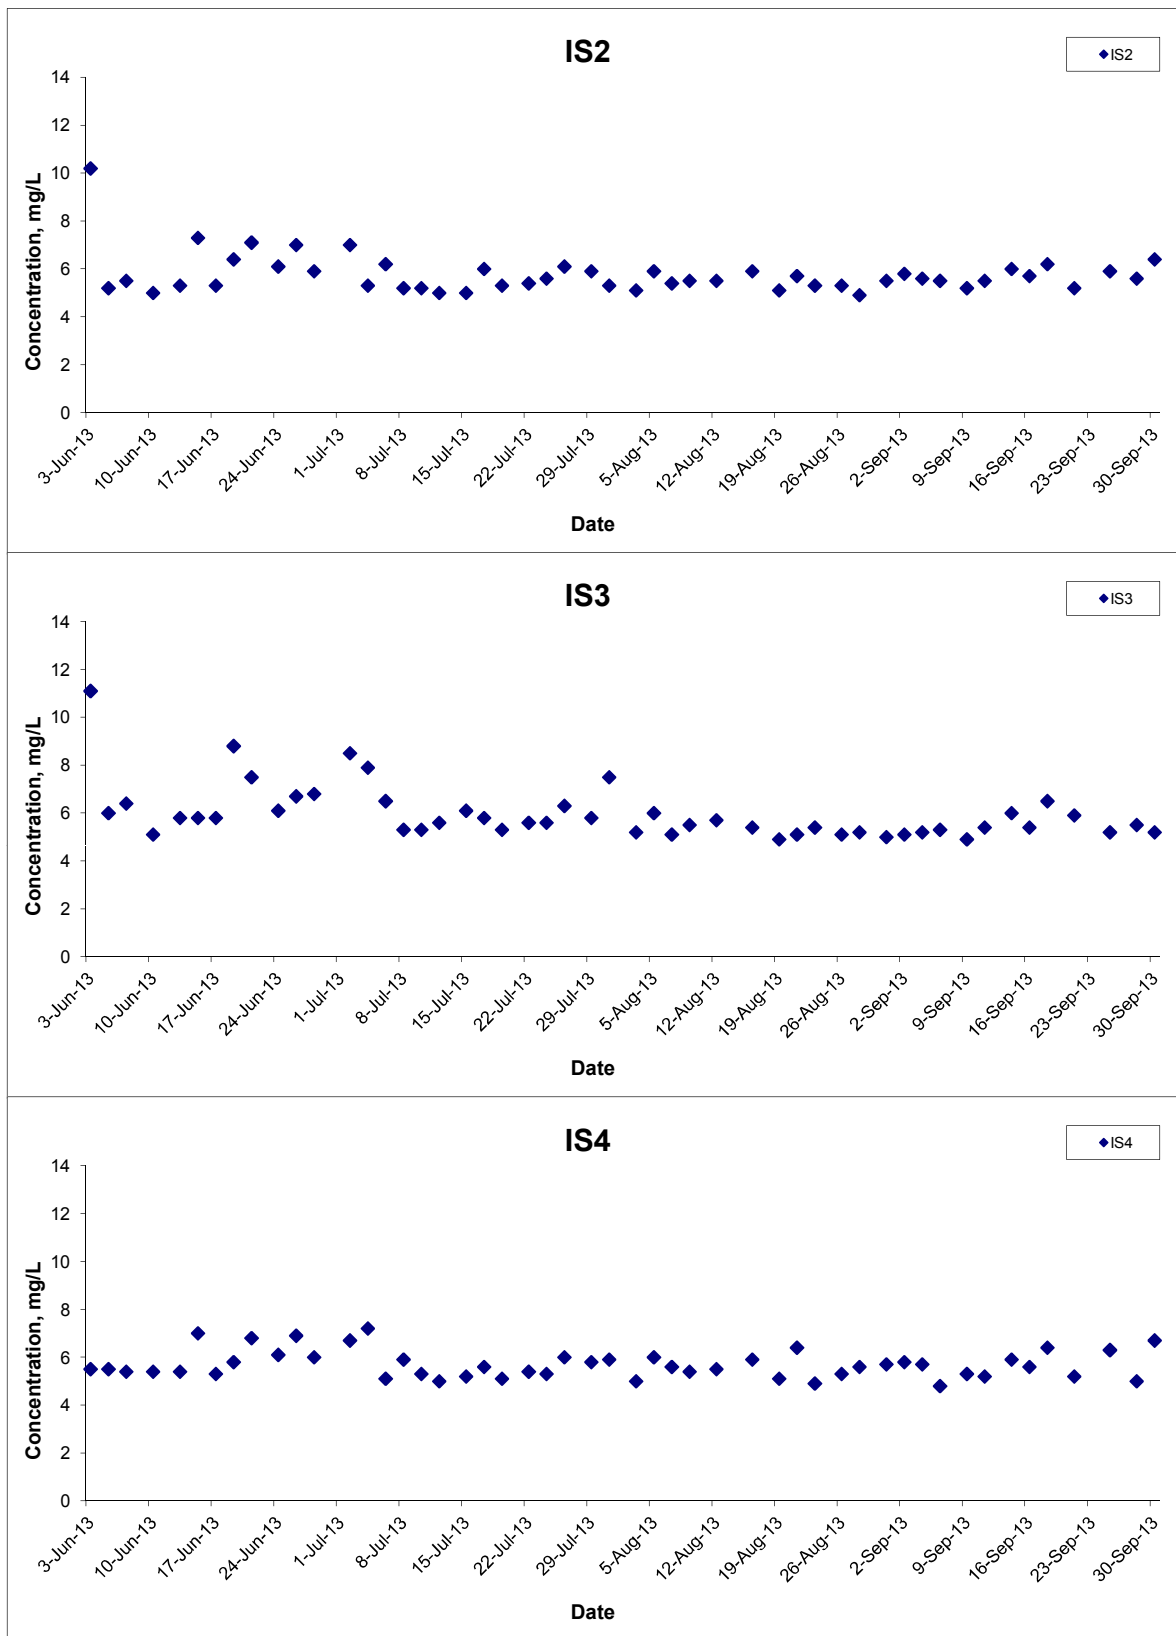 IS2
IS2
Concentration, mg/L
14
12
10
8
6
4
2
0
3-Jun-13 10-Jun-13 17-Jun-13 24-Jun-13 1-Jul-13 8-Jul-13 15-Jul-13 22-Jul-13 29-Jul-13 5-Aug-13 12-Aug-13 19-Aug-13 26-Aug-13 2-Sep-13 9-Sep-13 16-Sep-13 23-Sep-13 30-Sep-13
Date
IS3
IS3
Concentration, mg/L
14
12
10
8
6
4
2
0
3-Jun-13 10-Jun-13 17-Jun-13 24-Jun-13 1-Jul-13 8-Jul-13 15-Jul-13 22-Jul-13 29-Jul-13 5-Aug-13 12-Aug-13 19-Aug-13 26-Aug-13 2-Sep-13 9-Sep-13 16-Sep-13 23-Sep-13 30-Sep-13
Date
IS4
IS4
Concentration, mg/L
14
12
10
8
6
4
2
0
3-Jun-13 10-Jun-13 17-Jun-13 24-Jun-13 1-Jul-13 8-Jul-13 15-Jul-13 22-Jul-13 29-Jul-13 5-Aug-13 12-Aug-13 19-Aug-13 26-Aug-13 2-Sep-13 9-Sep-13 16-Sep-13 23-Sep-13 30-Sep-13
Date